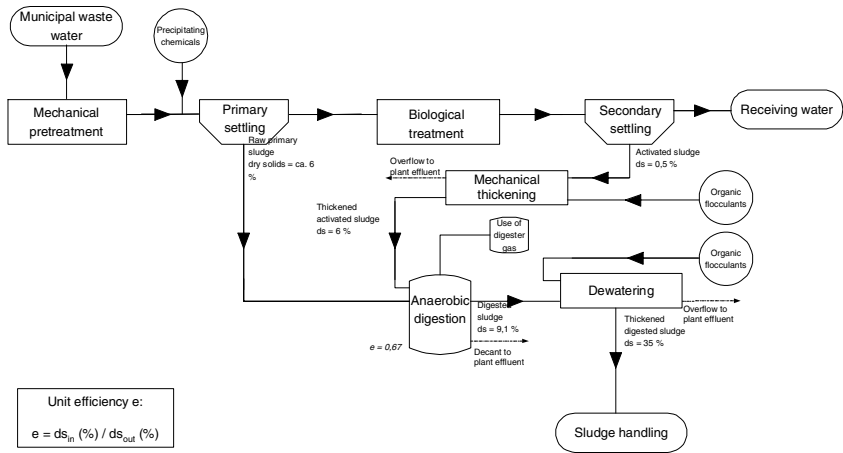 Municipal waste
water
Precipitating
chemicals
Mechanical
pretreatment
Primary
settling
Biological
treatment
Secondary
settling
Receiving water
Raw primary
sludge
dry solids = ca. 6
%
Activated sludge
ds = 0,5 %
Overflow to
plant effluent
Mechanical
thickening
Organic
flocculants
Thickened
activated sludge
ds = 6 %
Use of
digester
gas
Organic
flocculants
Anaerobic
digestion
Digested
sludge
ds = 9,1 %
Dewatering
Overflow to
plant effluent
Thickened
digested sludge
ds = 35 %
e = 0,67
Decant to
plant effluent
Unit efficiency e:
e = ds_in (%) / ds_out (%)
Sludge handling